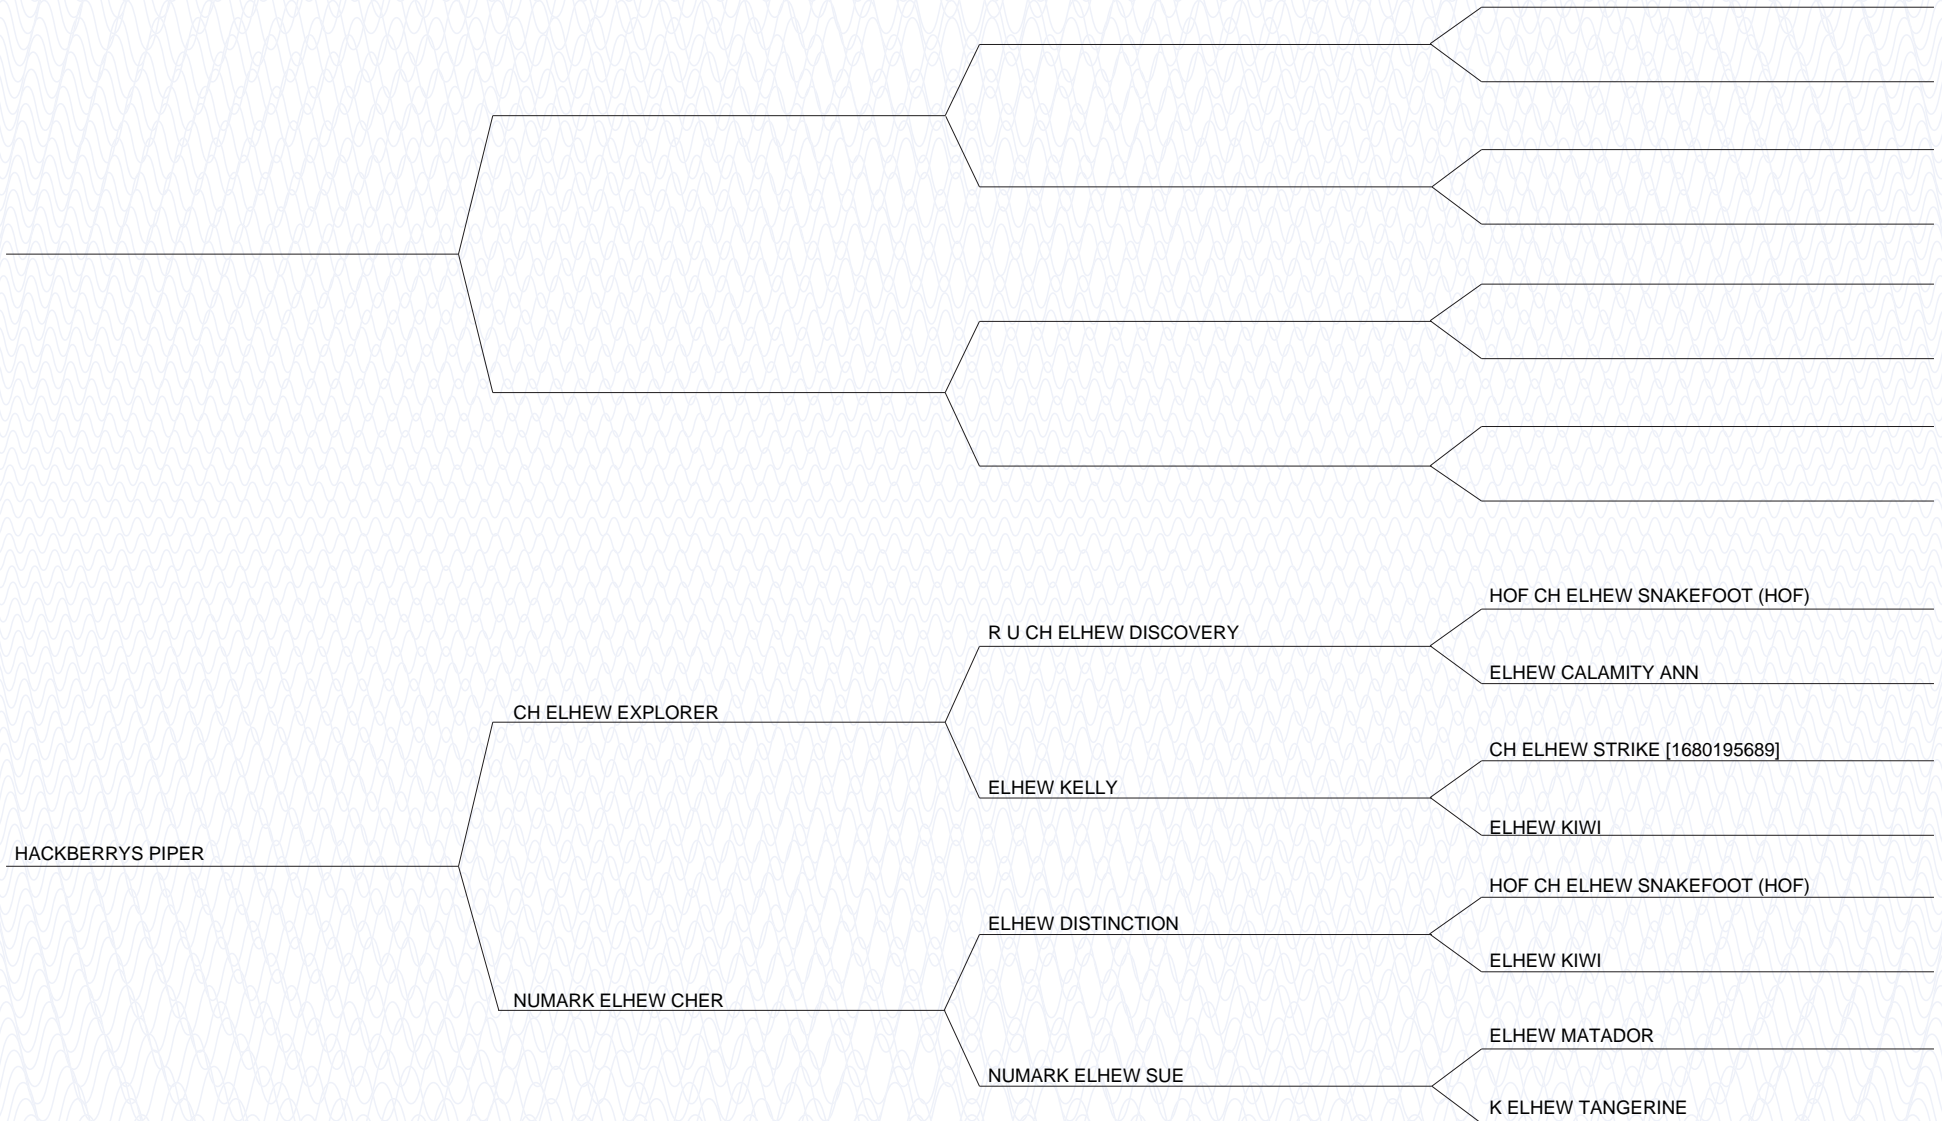 HOF CH ELHEW SNAKEFOOT (HOF)
R U CH ELHEW DISCOVERY
ELHEW CALAMITY ANN
CH ELHEW EXPLORER
CH ELHEW STRIKE [1680195689]
ELHEW KELLY
ELHEW KIWI
HACKBERRYS PIPER
HOF CH ELHEW SNAKEFOOT (HOF)
ELHEW DISTINCTION
ELHEW KIWI
NUMARK ELHEW CHER
ELHEW MATADOR
NUMARK ELHEW SUE
K ELHEW TANGERINE